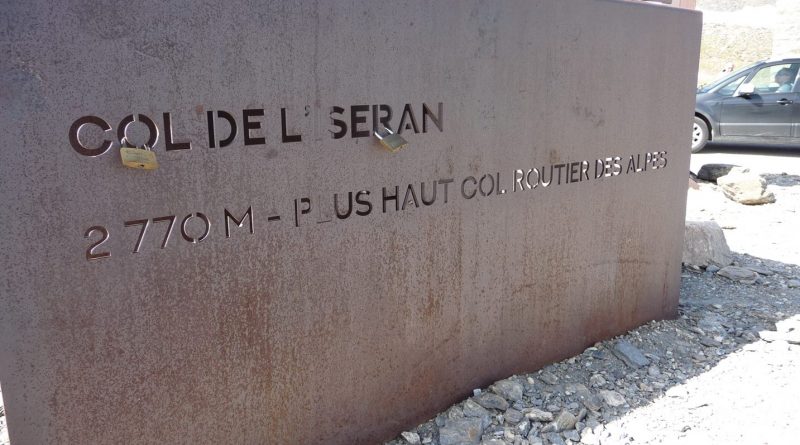 COL DE L' SERAN
2 770 M - PLUS HAUT COL ROUTIER DES ALPES